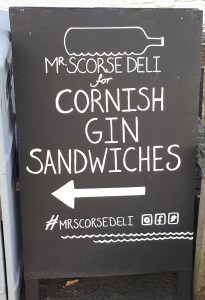 MR SCORSE DELI
for
CORNISH
GIN
SANDWICHES
#MRSCORSEDELI